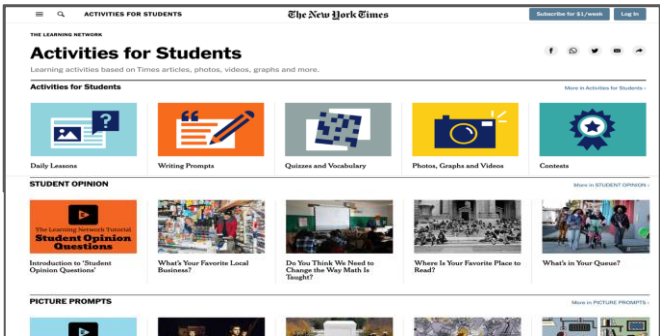 ACTIVITIES FOR STUDENTS
The New York Times
Subscribe for $1/week
Log In
THE LEARNING NETWORK
Activities for Students
Learning activities based on Times articles, photos, videos, graphs and more.
Activities for Students
More in Activities for Students ›
Daily Lessons
Writing Prompts
Quizzes and Vocabulary
Photos, Graphs and Videos
Contests
STUDENT OPINION
More in STUDENT OPINION ›
The Learning Network Tutorial
Student Opinion
Questions
Introduction to 'Student
Opinion Questions'
What's Your Favorite Local
Business?
Do You Think We Need to
Change the Way Math Is
Taught?
Where Is Your Favorite Place to
Read?
What's in Your Queue?
PICTURE PROMPTS
More in PICTURE PROMPTS ›